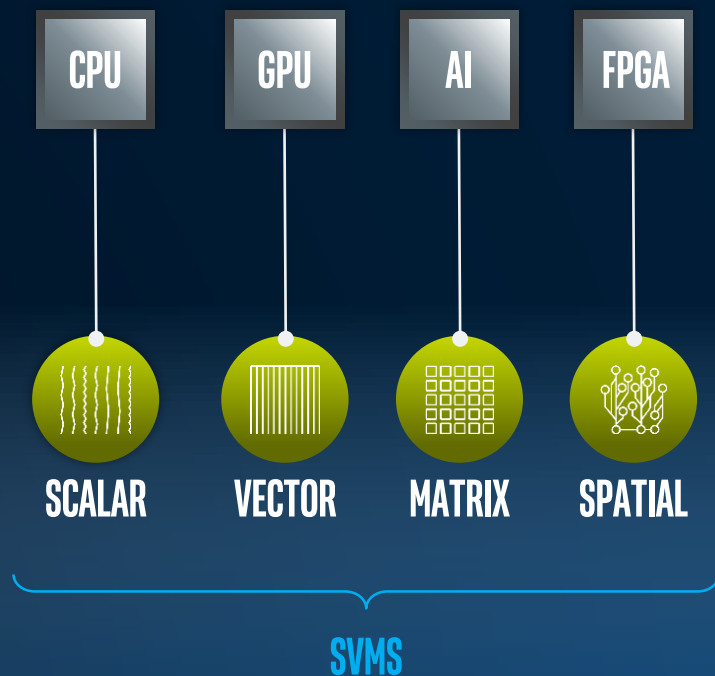 CPU GPU AI FPGA
SCALAR VECTOR MATRIX SPATIAL
SVMS